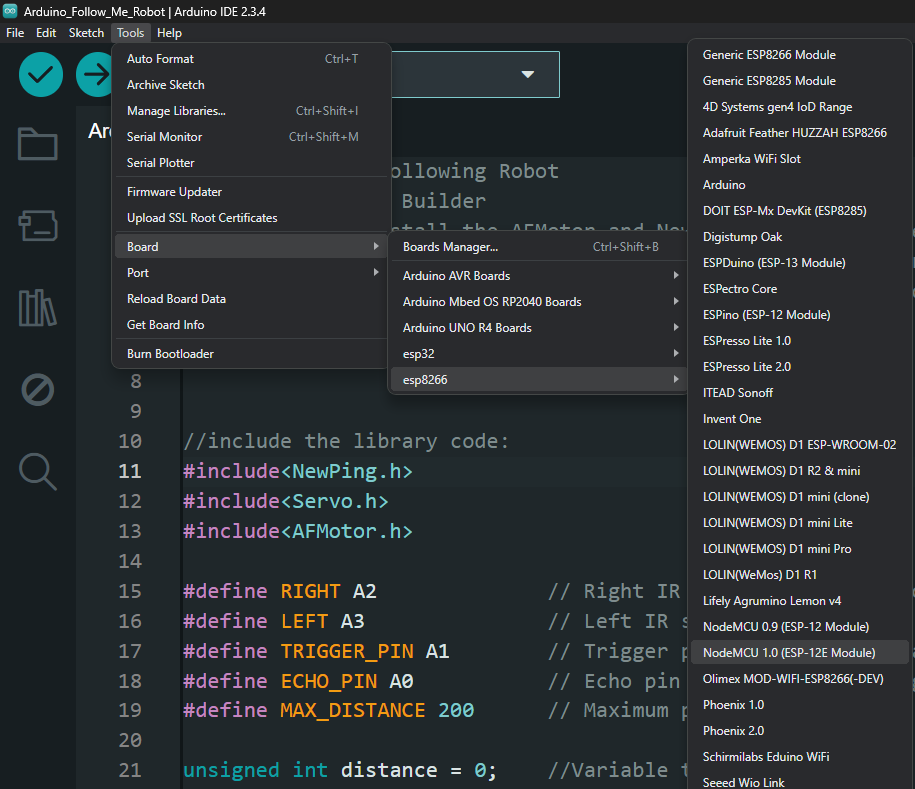 Arduino_Follow_Me_Robot | Arduino IDE 2.3.4
File Edit Sketch Tools Help
Auto Format Ctrl+T
Archive Sketch
Manage Libraries... Ctrl+Shift+I
Serial Monitor Ctrl+Shift+M
Serial Plotter
Firmware Updater
Upload SSL Root Certificates
Board
Port
Reload Board Data
Get Board Info
Burn Bootloader
Boards Manager... Ctrl+Shift+B
Arduino AVR Boards
Arduino Mbed OS RP2040 Boards
Arduino UNO R4 Boards
esp32
esp8266
Generic ESP8266 Module
Generic ESP8285 Module
4D Systems gen4 IoD Range
Adafruit Feather HUZZAH ESP8266
Amperka WiFi Slot
Arduino
DOIT ESP-Mx DevKit (ESP8285)
Digistump Oak
ESPDuino (ESP-13 Module)
ESPectro Core
ESPino (ESP-12 Module)
ESPresso Lite 1.0
ESPresso Lite 2.0
ITEAD Sonoff
Invent One
LOLIN(WEMOS) D1 ESP-WROOM-02
LOLIN(WEMOS) D1 R2 & mini
LOLIN(WEMOS) D1 mini (clone)
LOLIN(WEMOS) D1 mini Lite
LOLIN(WEMOS) D1 mini Pro
LOLIN(WeMos) D1 R1
Lifely Agrumino Lemon v4
NodeMCU 0.9 (ESP-12 Module)
NodeMCU 1.0 (ESP-12E Module)
Olimex MOD-WIFI-ESP8266(-DEV)
Phoenix 1.0
Phoenix 2.0
Schirmilabs Eduino WiFi
Seeed Wio Link
Ar
ollowing Robot
Builder
stall the AFMotor and New
8
9
10 //include the library code:
11 #include<NewPing.h>
12 #include<Servo.h>
13 #include<AFMotor.h>
14
15 #define RIGHT A2 // Right IR
16 #define LEFT A3 // Left IR s
17 #define TRIGGER_PIN A1 // Trigger p
18 #define ECHO_PIN A0 // Echo pin
19 #define MAX_DISTANCE 200 // Maximum p
20
21 unsigned int distance = 0; //Variable t